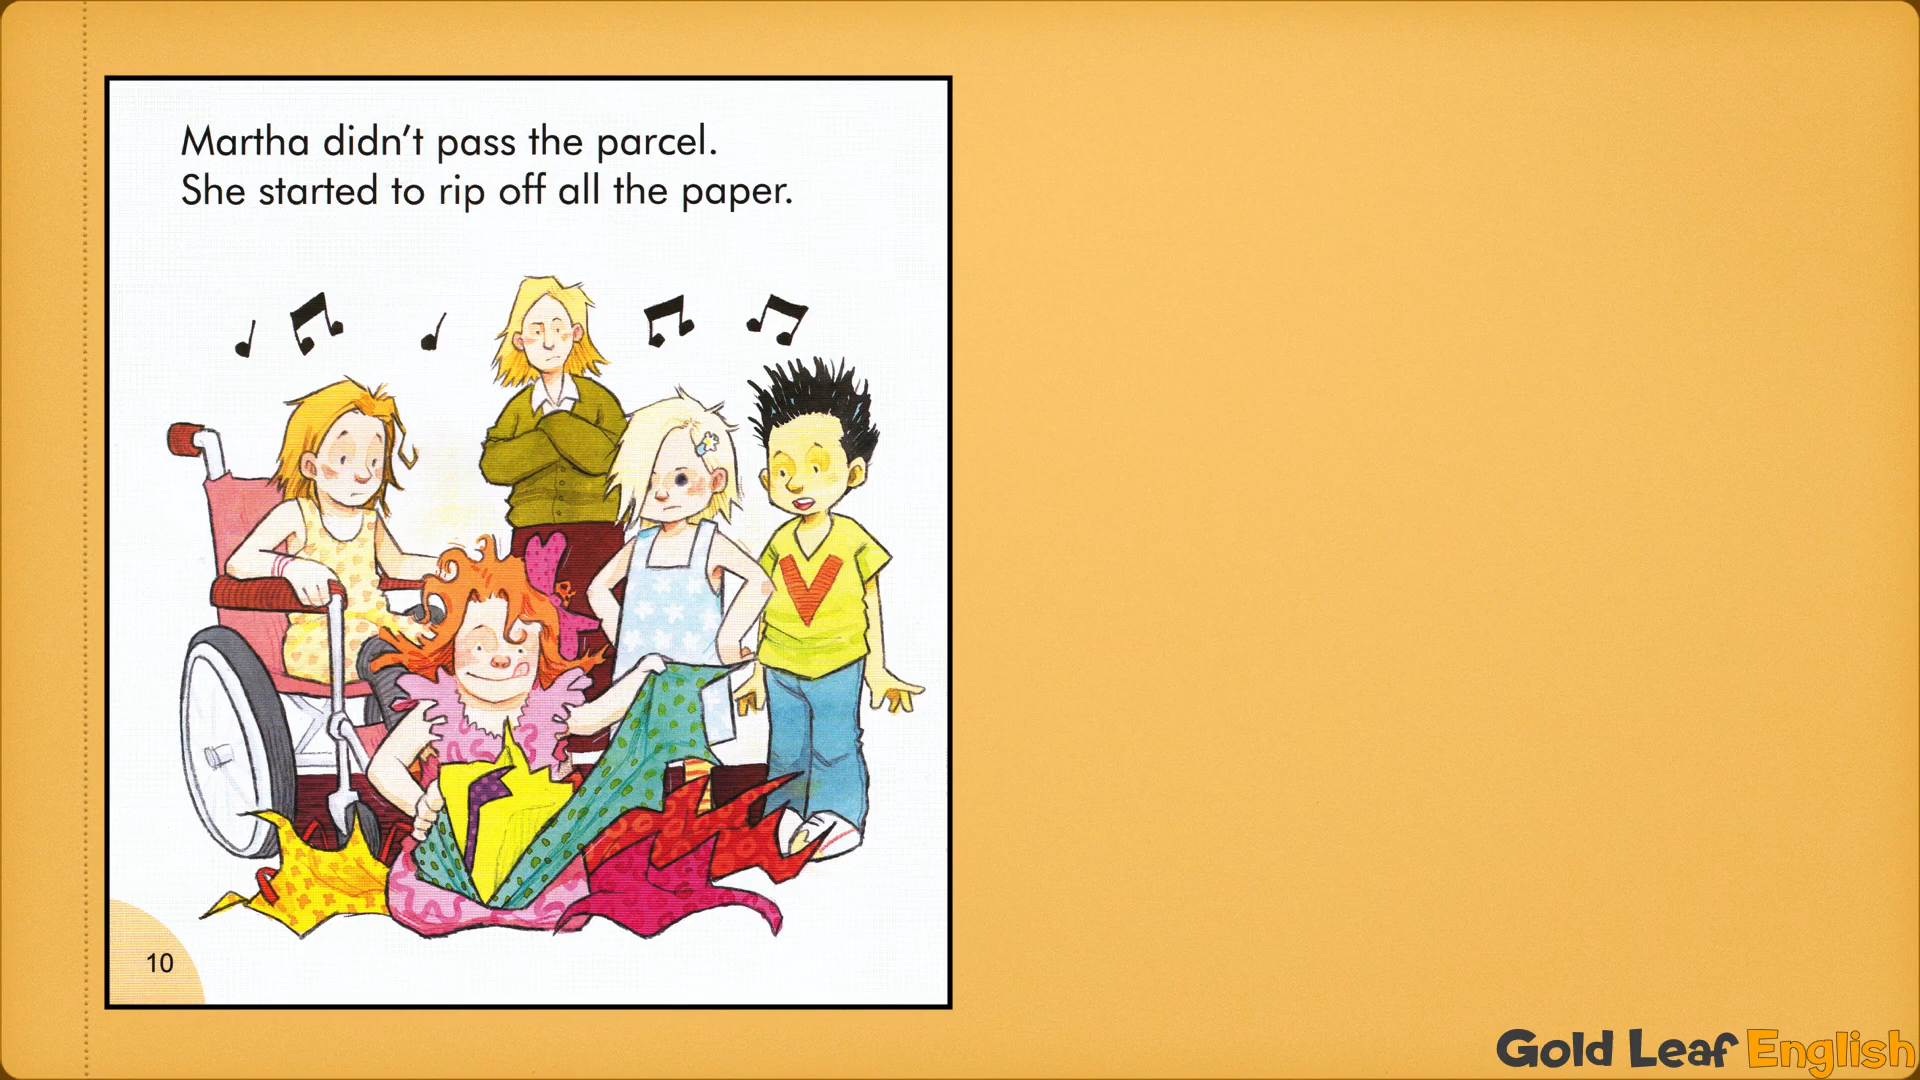 Martha didn't pass the parcel.
She started to rip off all the paper.
10
Gold Leaf English